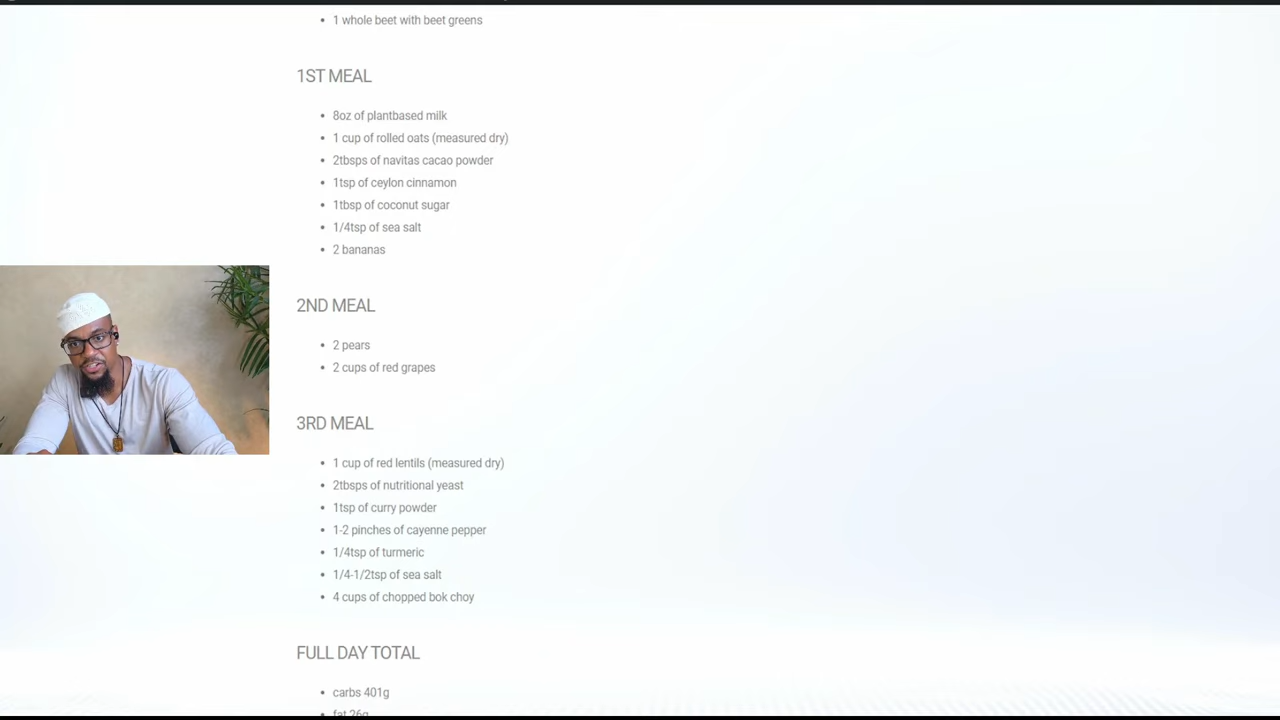 1 whole beet with beet greens
1ST MEAL
8oz of plantbased milk
1 cup of rolled oats (measured dry)
2tbsps of navitas cacao powder
1tsp of ceylon cinnamon
1tbsp of coconut sugar
1/4tsp of sea salt
2 bananas
2ND MEAL
2 pears
2 cups of red grapes
3RD MEAL
1 cup of red lentils (measured dry)
2tbsps of nutritional yeast
1tsp of curry powder
1-2 pinches of cayenne pepper
1/4tsp of turmeric
1/4-1/2tsp of sea salt
4 cups of chopped bok choy
FULL DAY TOTAL
carbs 401g
fat 26g